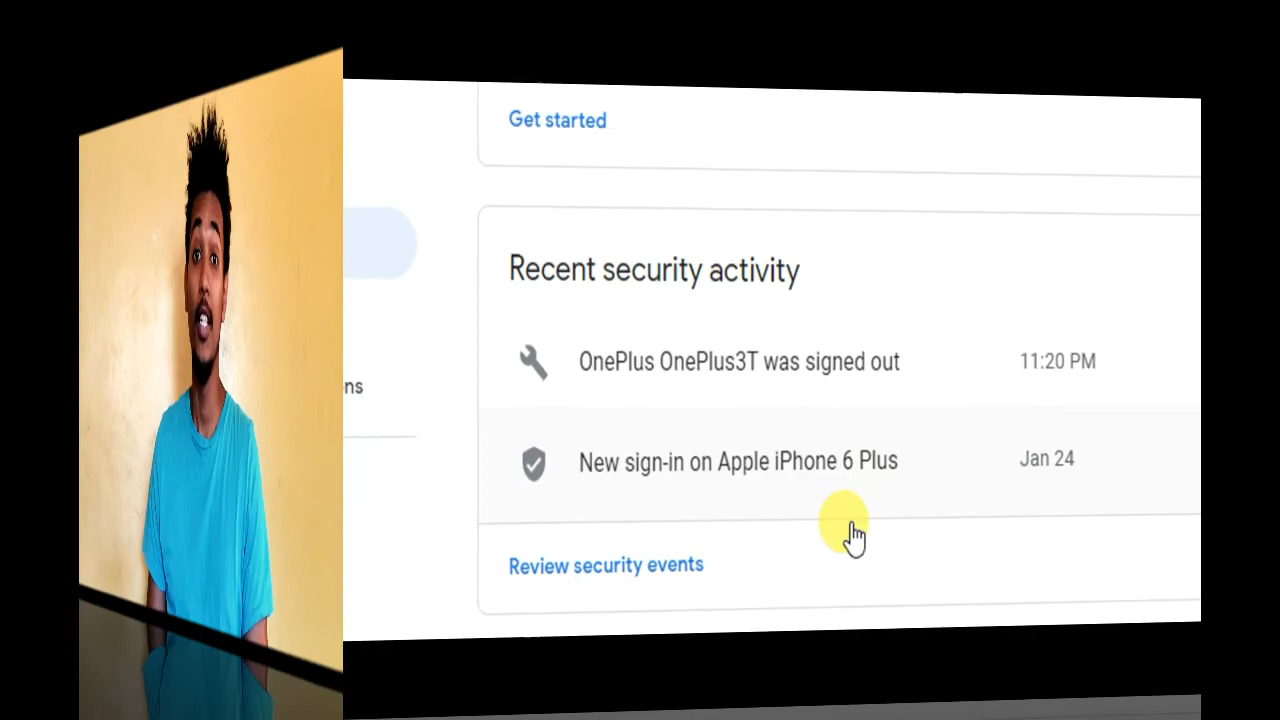 Get started
Recent security activity
OnePlus OnePlus3T was signed out 11:20 PM
ns
New sign-in on Apple iPhone 6 Plus Jan 24
Review security events